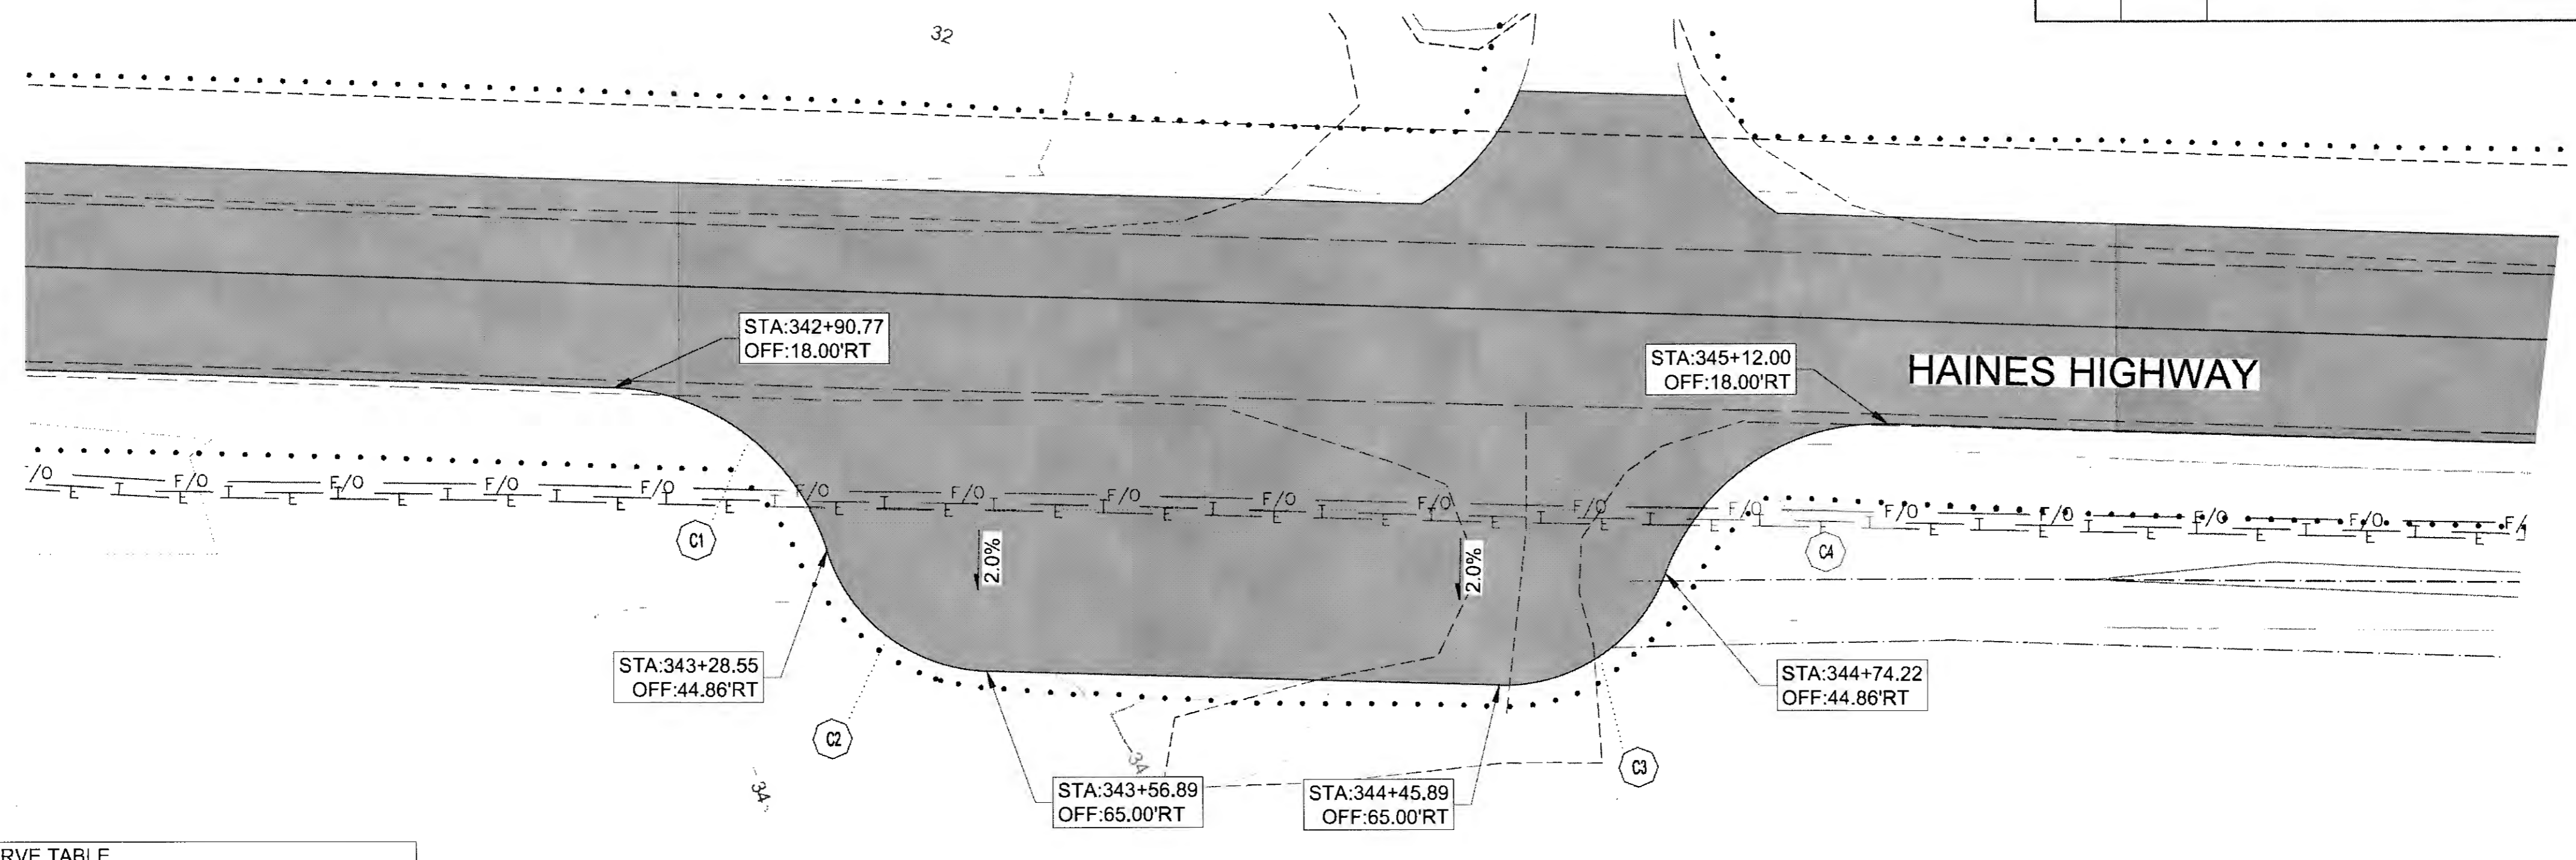 32
STA:342+90.77
OFF:18.00'RT
STA:345+12.00
OFF:18.00'RT
HAINES HIGHWAY
/O F/O F/O F/O F/O F/O F/O F/O F/O F/O F/O F/O F/O F/O F/O F/O F/
E T E T E T E T E T E T E T E T E T E T E T E T E T E T E T E T E
C1
2.0%
2.0%
C4
STA:343+28.55
OFF:44.86'RT
STA:344+74.22
OFF:44.86'RT
C2
C3
34
34
STA:343+56.89
OFF:65.00'RT
STA:344+45.89
OFF:65.00'RT
RVE TABLE